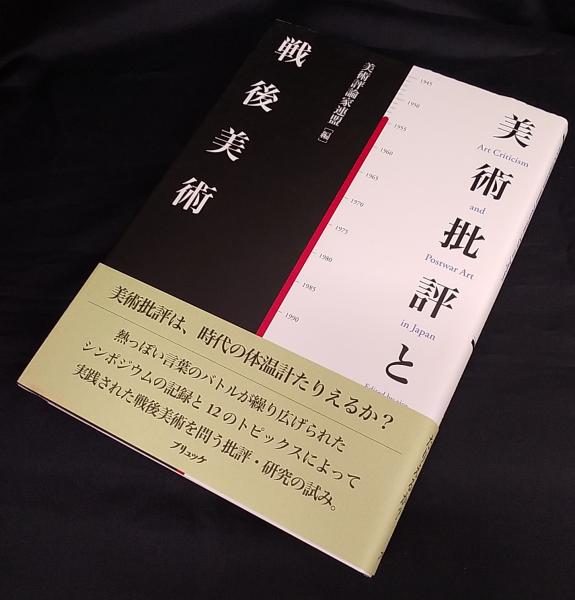 美術批評と
Art Criticism
and
Postwar Art
in Japan
戦後美術
美術評論家連盟［編］
1945
1950
1955
1960
1965
1970
1975
1980
1985
1990
美術批評は、時代の体温計たりえるか？
熱っぽい言葉のバトルが繰り広げられた
シンポジウムの記録と12のトピックスによって
実践された戦後美術を問う批評・研究の試み。
ブリュッケ